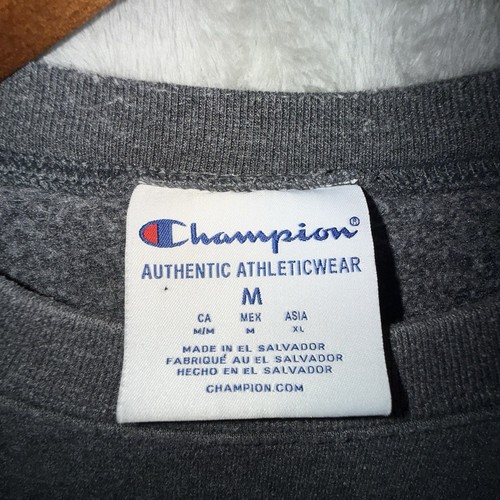 Champion®
AUTHENTIC ATHLETICWEAR
M
CA MEX ASIA
M/M M XL
MADE IN EL SALVADOR
FABRIQUÉ AU EL SALVADOR
HECHO EN EL SALVADOR
CHAMPION.COM